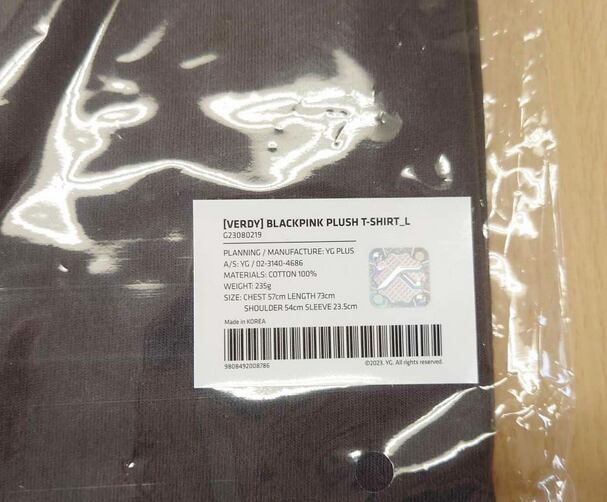 [VERDY] BLACKPINK PLUSH T-SHIRT_L
G23080219
PLANNING / MANUFACTURE: YG PLUS
A/S: YG / 02-3140-4686
MATERIALS: COTTON 100%
WEIGHT: 235g
SIZE: CHEST 57cm LENGTH 73cm
SHOULDER 54cm SLEEVE 23.5cm
Made in KOREA
9808492008786
©2023. YG. All rights reserved.